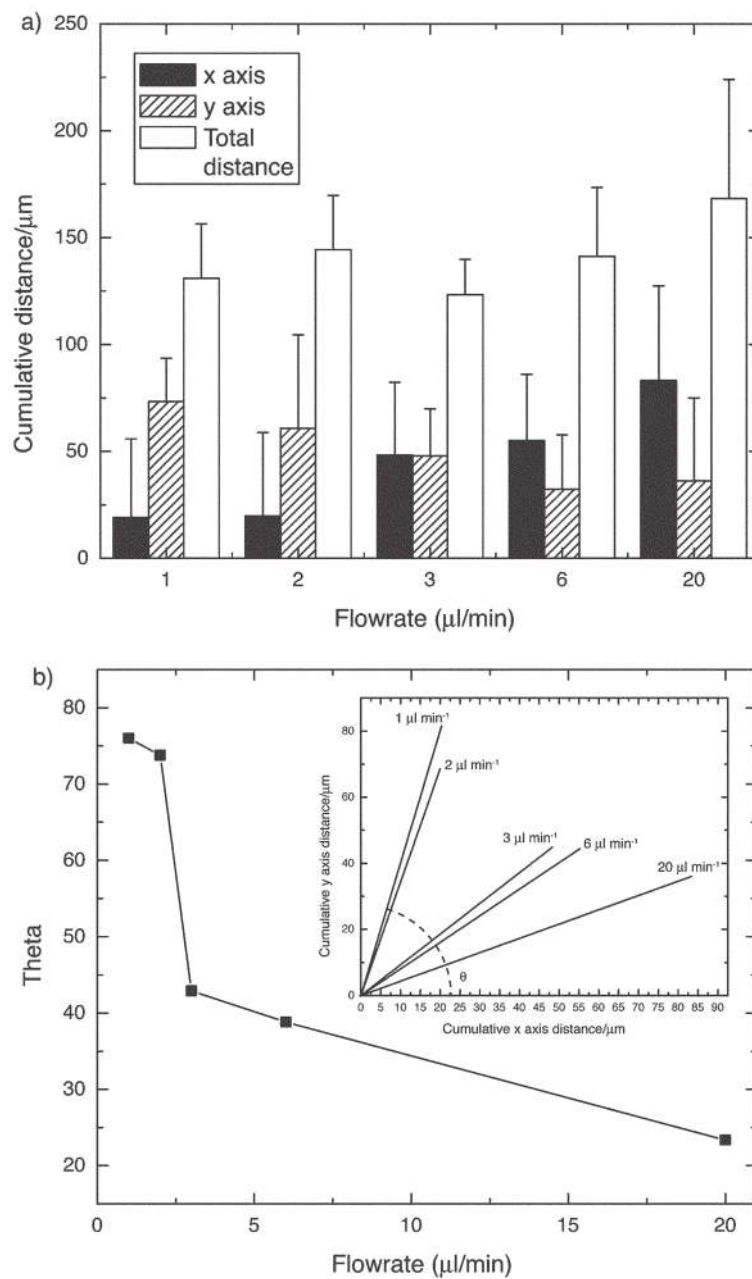 a)
250
200
150
100
50
0
Cumulative distance/μm
x axis
y axis
Total
distance
1 2 3 6 20
Flowrate (μl/min)
b)
80
70
60
50
40
30
20
Theta
0 5 10 15 20
Flowrate (μl/min)
80
60
40
20
0
Cumulative y axis distance/μm
1 μl min⁻¹
2 μl min⁻¹
3 μl min⁻¹
6 μl min⁻¹
20 μl min⁻¹
θ
0 5 10 15 20 25 30 35 40 45 50 55 60 65 70 75 80 85 90
Cumulative x axis distance/μm